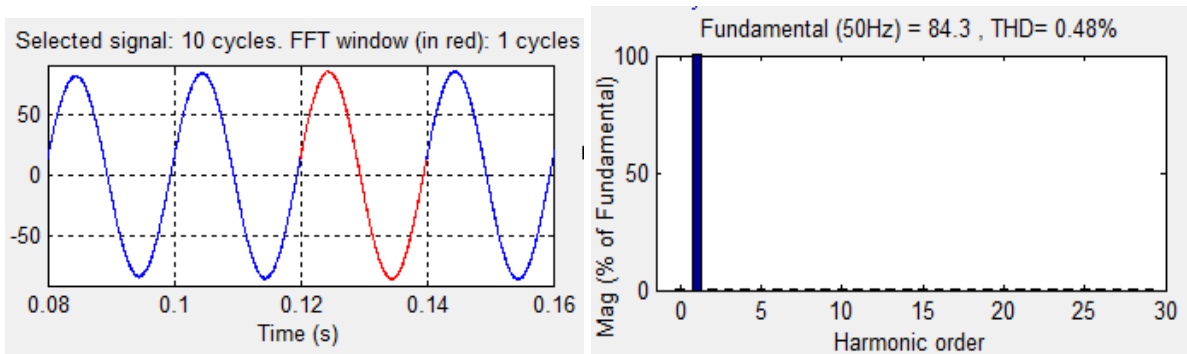 Selected signal: 10 cycles. FFT window (in red): 1 cycles
50
0
-50
0.08 0.1 0.12 0.14 0.16
Time (s)
Fundamental (50Hz) = 84.3 , THD= 0.48%
Mag (% of Fundamental)
100
50
0
0 5 10 15 20 25 30
Harmonic order